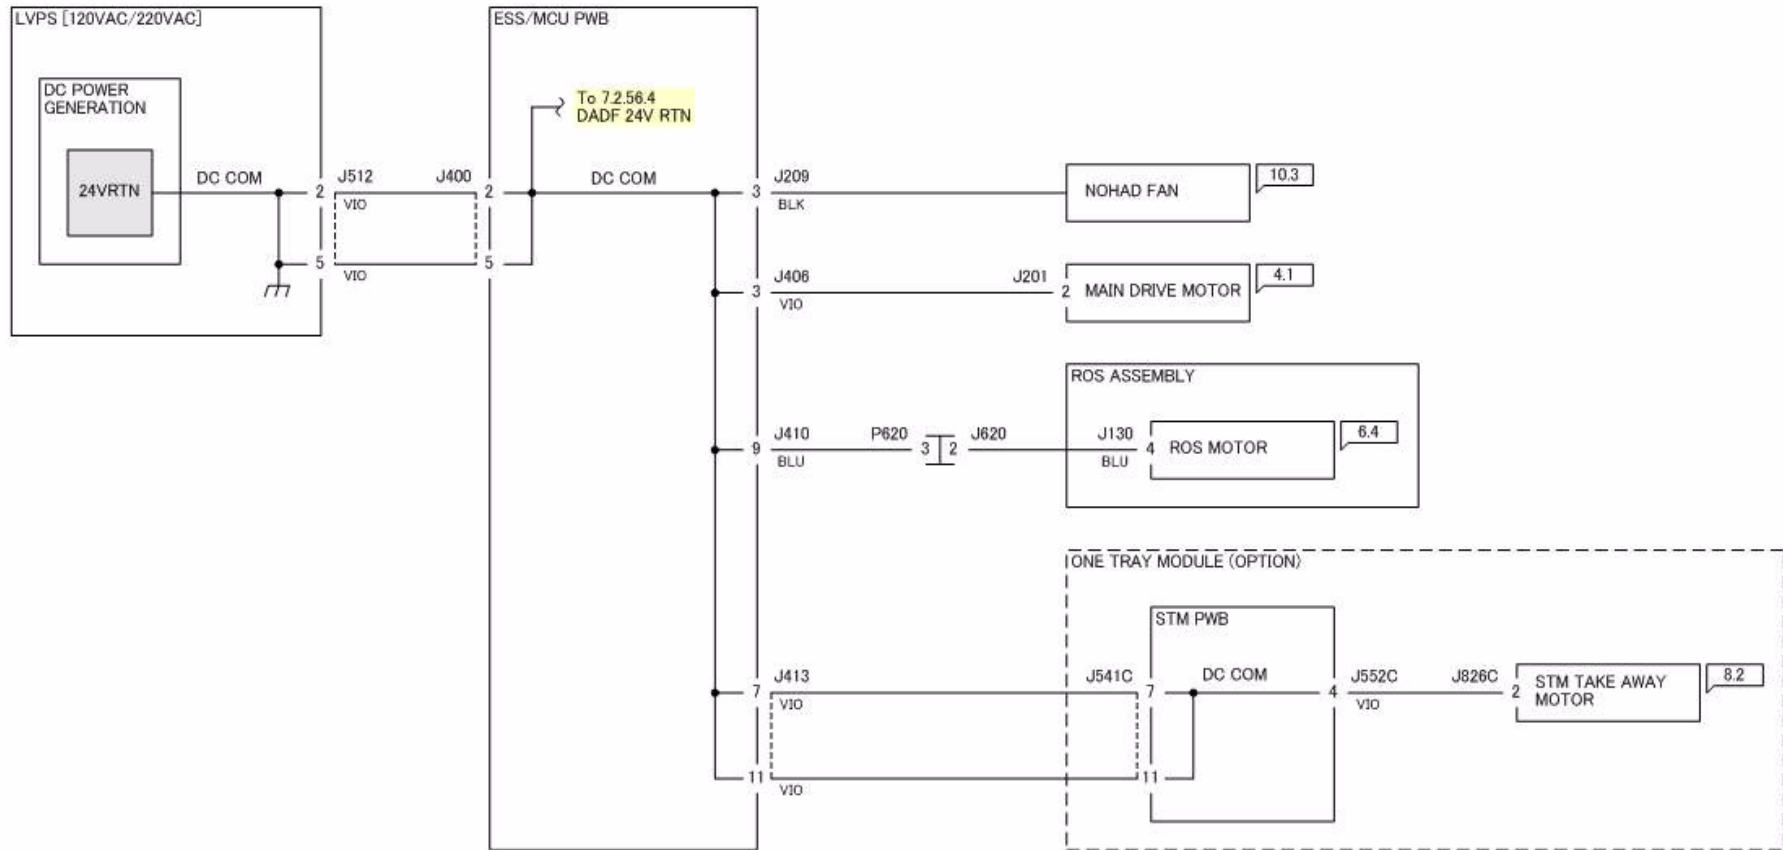 LVPS [120VAC/220VAC]
ESS/MCU PWB
DC POWER
GENERATION
To 7.2.56.4
DADF 24V RTN
24VRTN
DC COM
2
J512
J400
2
DC COM
3
J209
NOHAD FAN
10.3
VIO
BLK
5
5
VIO
3
J406
J201
2
MAIN DRIVE MOTOR
4.1
VIO
ROS ASSEMBLY
9
J410
P620
3
2
J620
J130
4
ROS MOTOR
6.4
BLU
BLU
ONE TRAY MODULE (OPTION)
STM PWB
7
J413
J541C
7
DC COM
4
J552C
J826C
2
STM TAKE AWAY
MOTOR
8.2
VIO
VIO
11
11
VIO